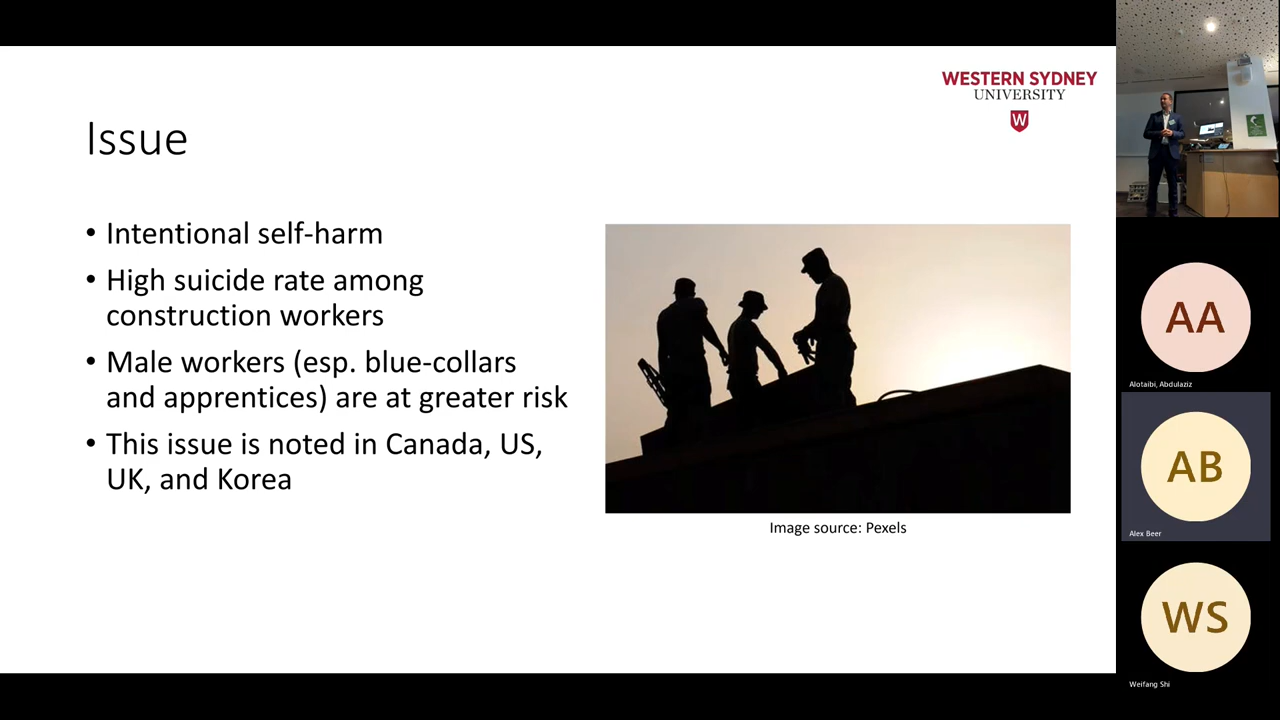 WESTERN SYDNEY
UNIVERSITY
W
Issue
• Intentional self-harm
• High suicide rate among
construction workers
• Male workers (esp. blue-collars
and apprentices) are at greater risk
• This issue is noted in Canada, US,
UK, and Korea
Image source: Pexels
AA
Alotaibi, Abdulaziz
AB
Alex Beer
WS
Weifang Shi